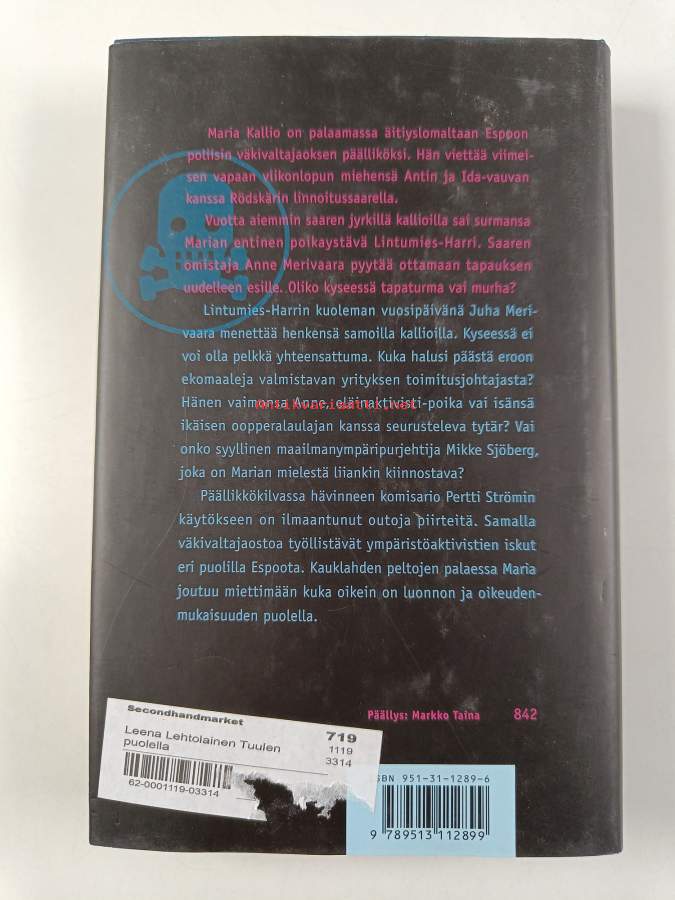 Maria Kallio on palaamassa äitiyslomaltaan Espoon
poliisin väkivaltajaoksen päälliköksi. Hän viettää viimei-
sen vapaan viikonlopun miehensä Antin ja Ida-vauvan
kanssa Rödskärin linnoitussaarella.
Vuotta aiemmin saaren jyrkillä kallioilla sai surmansa
Marian entinen poikaystävä Lintumies-Harri. Saaren
omistaja Anne Merivaara pyytää ottamaan tapauksen
uudelleen esille. Oliko kyseessä tapaturma vai murha?
Lintumies-Harrin kuoleman vuosipäivänä Juha Meri-
vaara menettää henkensä samoilla kallioilla. Kyseessä ei
voi olla pelkkä yhteensattuma. Kuka halusi päästä eroon
ekomaaleja valmistavan yrityksen toimitusjohtajasta?
Hänen vaimonsa Anne, eläinaktivisti-poika vai isänsä
ikäisen oopperalaulajan kanssa seurusteleva tytär? Vai
onko syyllinen maailmanympäripurjehtija Mikke Sjöberg,
joka on Marian mielestä liiankin kiinnostava?
Päällikkökilvassa hävinneen komisario Pertti Strömin
käytökseen on ilmaantunut outoja piirteitä. Samalla
väkivaltajaostoa työllistävät ympäristöaktivistien iskut
eri puolilla Espoota. Kauklahden peltojen palaessa Maria
joutuu miettimään kuka oikein on luonnon ja oikeuden-
mukaisuuden puolella.
Antikvariaatti.net
Päällys: Markko Taina 842
Secondhandmarket
Leena Lehtolainen Tuulen 719
puolella 1119
3314
62-0001119-03314
ISBN 951-31-1289-6
9 789513 112899